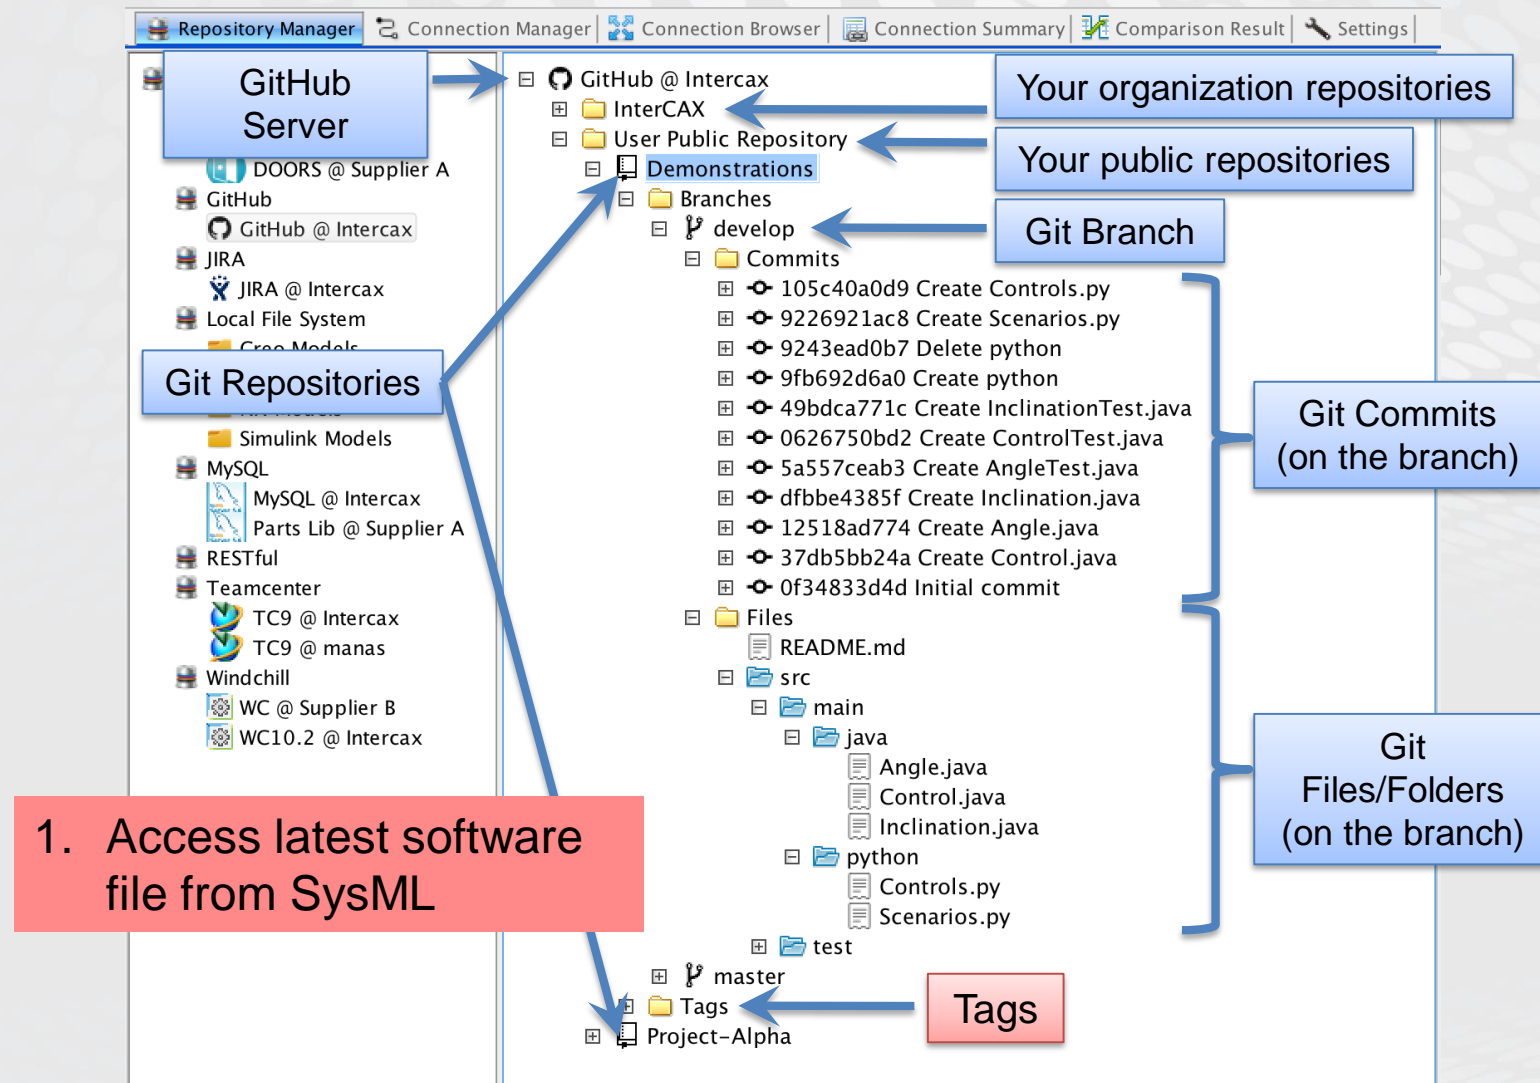 Repository Manager
Connection Manager
Connection Browser
Connection Summary
Comparison Result
Settings
GitHub
Server
DOORS @ Supplier A
GitHub
GitHub @ Intercax
JIRA
JIRA @ Intercax
Local File System
Creo Models
Git Repositories
Simulink Models
MySQL
MySQL @ Intercax
Parts Lib @ Supplier A
RESTful
Teamcenter
TC9 @ Intercax
TC9 @ manas
Windchill
WC @ Supplier B
WC10.2 @ Intercax
1. Access latest software
file from SysML
GitHub @ Intercax
InterCAX
User Public Repository
Demonstrations
Branches
develop
Commits
105c40a0d9 Create Controls.py
9226921ac8 Create Scenarios.py
9243ead0b7 Delete python
9fb692d6a0 Create python
49bdca771c Create InclinationTest.java
0626750bd2 Create ControlTest.java
5a557ceab3 Create AngleTest.java
dfbbe4385f Create Inclination.java
12518ad774 Create Angle.java
37db5bb24a Create Control.java
0f34833d4d Initial commit
Files
README.md
src
main
java
Angle.java
Control.java
Inclination.java
python
Controls.py
Scenarios.py
test
master
Tags
Project-Alpha
Your organization repositories
Your public repositories
Git Branch
Git Commits
(on the branch)
Git
Files/Folders
(on the branch)
Tags